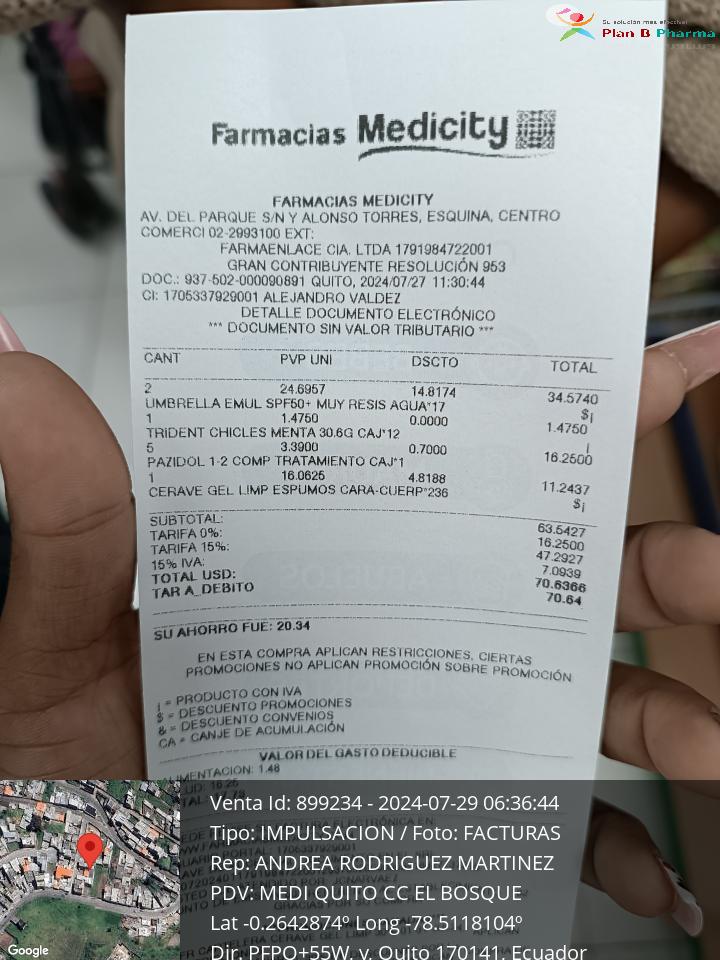 Su solución más efectiva!
Plan B Pharma
Farmacias Medicity
FARMACIAS MEDICITY
AV. DEL PARQUE S/N Y ALONSO TORRES, ESQUINA, CENTRO
COMERCI 02-2993100 EXT:
FARMAENLACE CIA. LTDA 1791984722001
GRAN CONTRIBUYENTE RESOLUCIÓN 953
DOC.: 937-502-000090891 QUITO, 2024/07/27 11:30:44
CI: 1705337929001 ALEJANDRO VALDEZ
DETALLE DOCUMENTO ELECTRÓNICO
*** DOCUMENTO SIN VALOR TRIBUTARIO ***
CANT PVP UNI DSCTO TOTAL
2 24.6957 14.8174 34.5740
UMBRELLA EMUL SPF50+ MUY RESIS AGUA*17 $¡
1 1.4750 0.0000 1.4750
TRIDENT CHICLES MENTA 30.6G CAJ*12 ¡
5 3.3900 0.7000 16.2500
PAZIDOL 1-2 COMP TRATAMIENTO CAJ*1
1 16.0625 4.8188 11.2437
CERAVE GEL LIMP ESPUMOS CARA-CUERP*236 $¡
SUBTOTAL: 63.5427
TARIFA 0%: 16.2500
TARIFA 15%: 47.2927
15% IVA: 7.0939
TOTAL USD: 70.6366
TAR A_DEBITO 70.64
SU AHORRO FUE: 20.34
EN ESTA COMPRA APLICAN RESTRICCIONES, CIERTAS
PROMOCIONES NO APLICAN PROMOCIÓN SOBRE PROMOCIÓN
¡ = PRODUCTO CON IVA
$ = DESCUENTO PROMOCIONES
& = DESCUENTO CONVENIOS
CA = CANJE DE ACUMULACIÓN
VALOR DEL GASTO DEDUCIBLE
ALIMENTACION: 1.48
Venta Id: 899234 - 2024-07-29 06:36:44
Tipo: IMPULSACION / Foto: FACTURAS
Rep: ANDREA RODRIGUEZ MARTINEZ
PDV: MEDI QUITO CC EL BOSQUE
Lat -0.2642874º Long -78.5118104º
Dir: PFPQ+55W, v, Quito 170141, Ecuador
Google